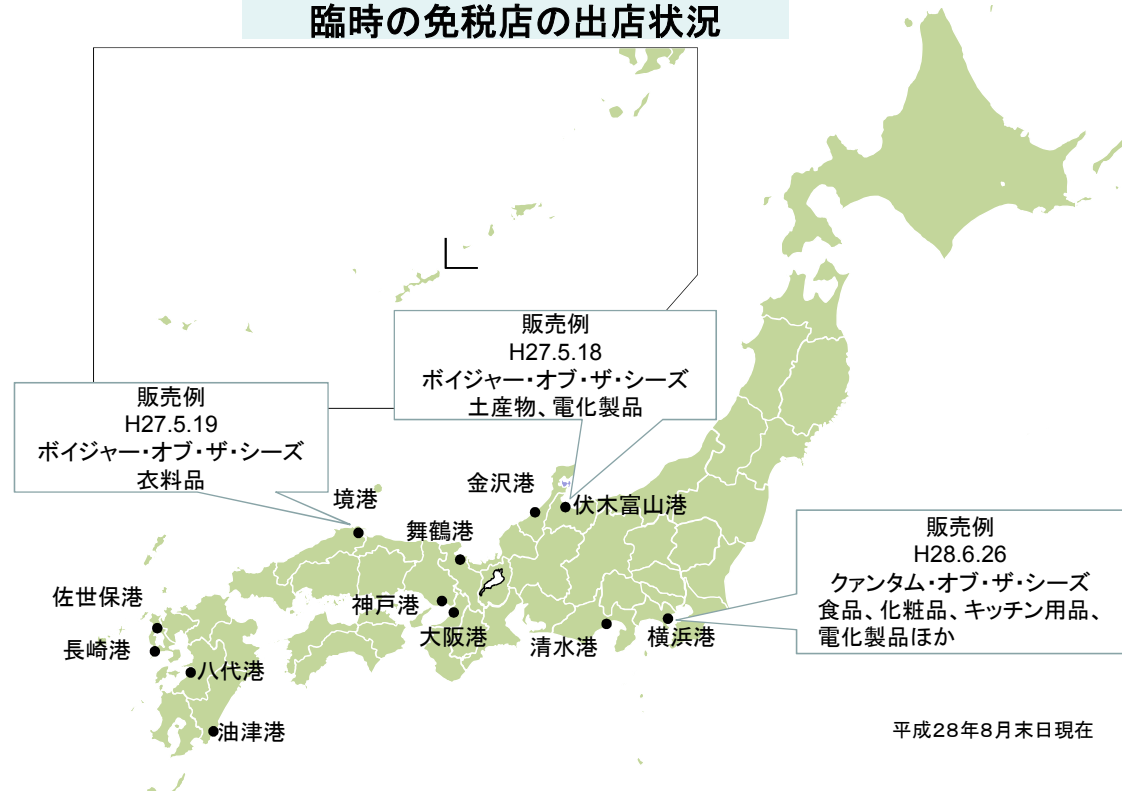 臨時の免税店の出店状況
販売例
H27.5.18
ボイジャー・オブ・ザ・シーズ
土産物、電化製品
販売例
H27.5.19
ボイジャー・オブ・ザ・シーズ
衣料品
境港
金沢港
伏木富山港
舞鶴港
販売例
H28.6.26
クァンタム・オブ・ザ・シーズ
食品、化粧品、キッチン用品、
電化製品ほか
佐世保港
神戸港
大阪港
清水港
横浜港
長崎港
八代港
油津港
平成28年8月末日現在